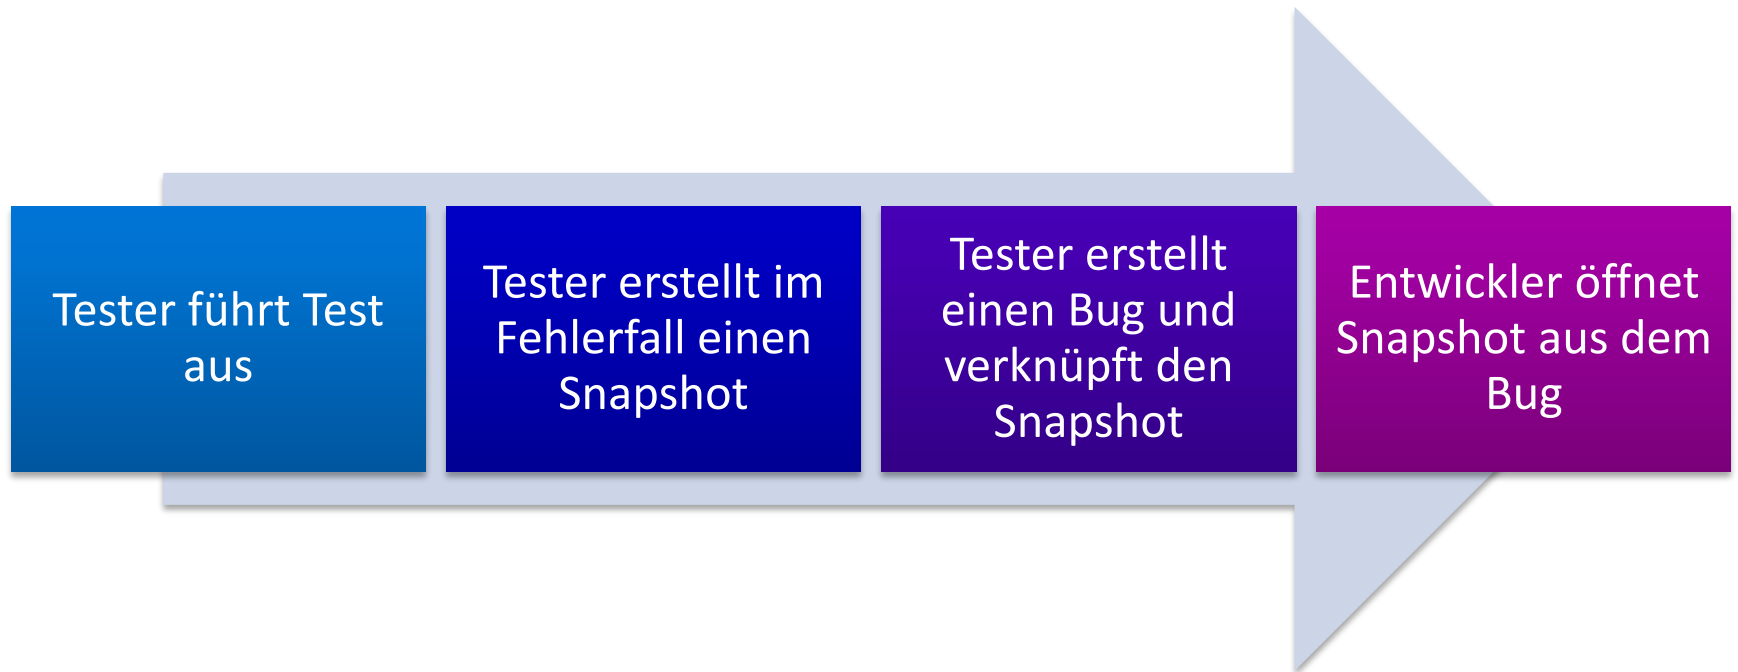 Tester führt Test
aus
Tester erstellt im
Fehlerfall einen
Snapshot
Tester erstellt
einen Bug und
verknüpft den
Snapshot
Entwickler öffnet
Snapshot aus dem
Bug